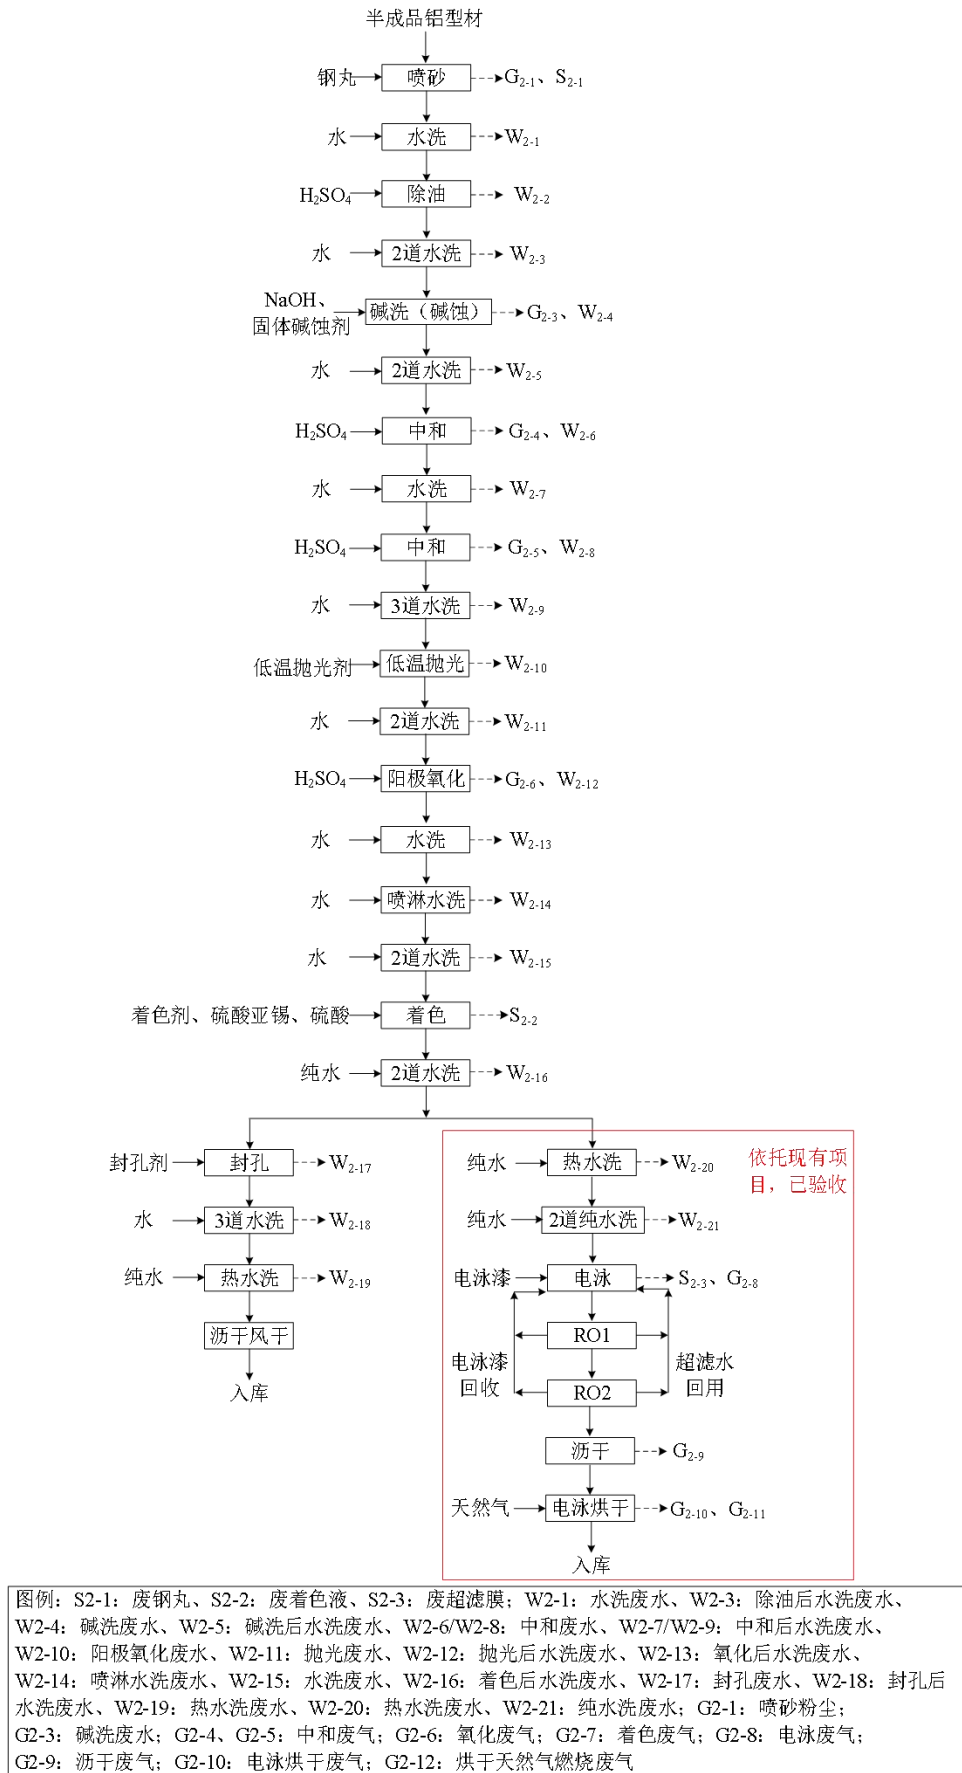 半成品铝型材
钢丸 喷砂 G2-1、S2-1
水 水洗 W2-1
H2SO4 除油 W2-2
水 2道水洗 W2-3
NaOH、
固体碱蚀剂 碱洗（碱蚀） G2-3、W2-4
水 2道水洗 W2-5
H2SO4 中和 G2-4、W2-6
水 水洗 W2-7
H2SO4 中和 G2-5、W2-8
水 3道水洗 W2-9
低温抛光剂 低温抛光 W2-10
水 2道水洗 W2-11
H2SO4 阳极氧化 G2-6、W2-12
水 水洗 W2-13
水 喷淋水洗 W2-14
水 2道水洗 W2-15
着色剂、硫酸亚锡、硫酸 着色 S2-2
纯水 2道水洗 W2-16
封孔剂 封孔 W2-17
水 3道水洗 W2-18
纯水 热水洗 W2-19
沥干风干
入库
依托现有项
目，已验收
纯水 热水洗 W2-20
纯水 2道纯水洗 W2-21
电泳漆 电泳 S2-3、G2-8
RO1
电泳漆
回收
超滤水
回用
RO2
沥干 G2-9
天然气 电泳烘干 G2-10、G2-11
入库
图例：S2-1：废钢丸、S2-2：废着色液、S2-3：废超滤膜；W2-1：水洗废水、W2-3：除油后水洗废水、
W2-4：碱洗废水、W2-5：碱洗后水洗废水、W2-6/W2-8：中和废水、W2-7/W2-9：中和后水洗废水、
W2-10：阳极氧化废水、W2-11：抛光废水、W2-12：抛光后水洗废水、W2-13：氧化后水洗废水、
W2-14：喷淋水洗废水、W2-15：水洗废水、W2-16：着色后水洗废水、W2-17：封孔废水、W2-18：封孔后
水洗废水、W2-19：热水洗废水、W2-20：热水洗废水、W2-21：纯水洗废水；G2-1：喷砂粉尘；
G2-3：碱洗废水；G2-4、G2-5：中和废气；G2-6：氧化废气；G2-7：着色废气；G2-8：电泳废气；
G2-9：沥干废气；G2-10：电泳烘干废气；G2-12：烘干天然气燃烧废气